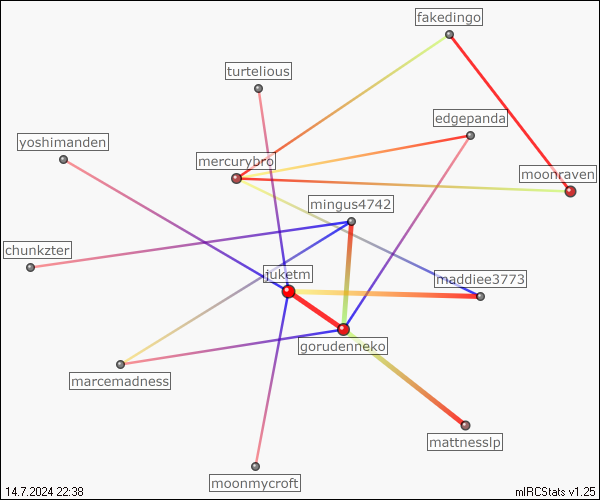 fakedingo
turtelious
edgepanda
yoshimanden
mercurybrd
moonraven
mingus4742
chunkzter
juketm
maddiee3773
gorudenneko
marcemadness
mattnesslp
moonmycroft
14.7.2024 22:38
mIRCStats v1.25